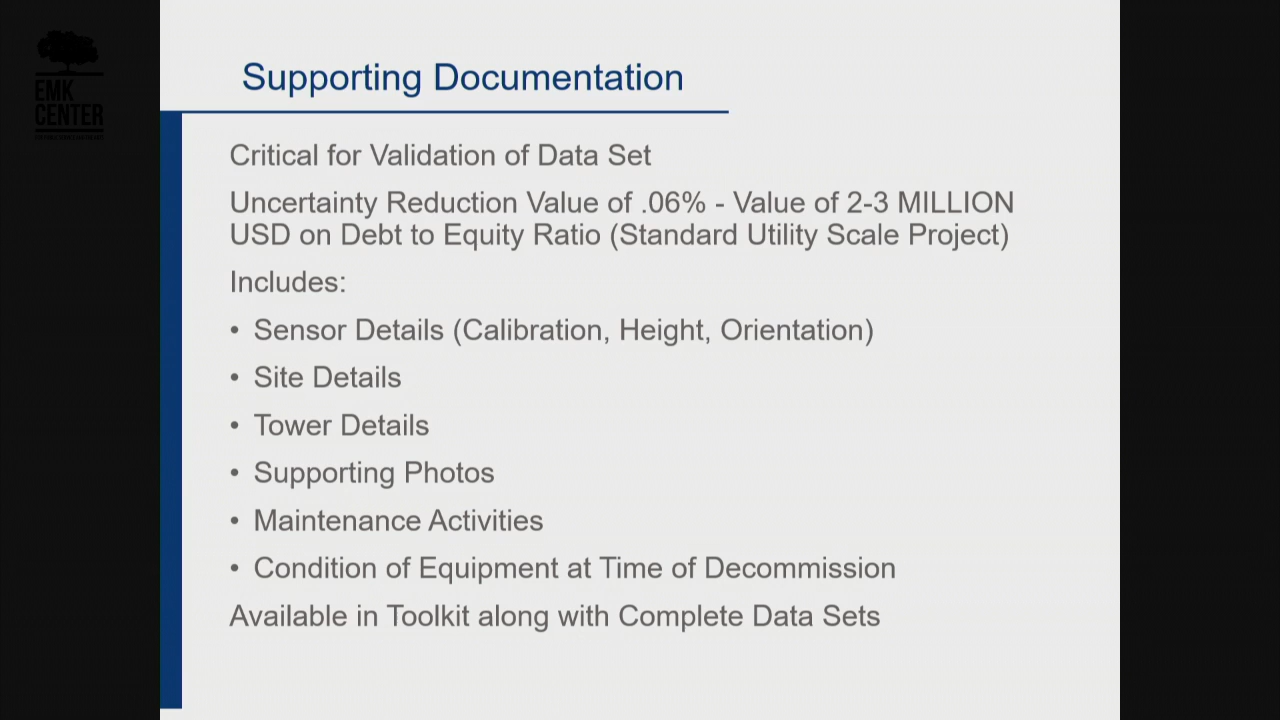 EMK
CENTER
Supporting Documentation
Critical for Validation of Data Set
Uncertainty Reduction Value of .06% - Value of 2-3 MILLION
USD on Debt to Equity Ratio (Standard Utility Scale Project)
Includes:
• Sensor Details (Calibration, Height, Orientation)
• Site Details
• Tower Details
• Supporting Photos
• Maintenance Activities
• Condition of Equipment at Time of Decommission
Available in Toolkit along with Complete Data Sets